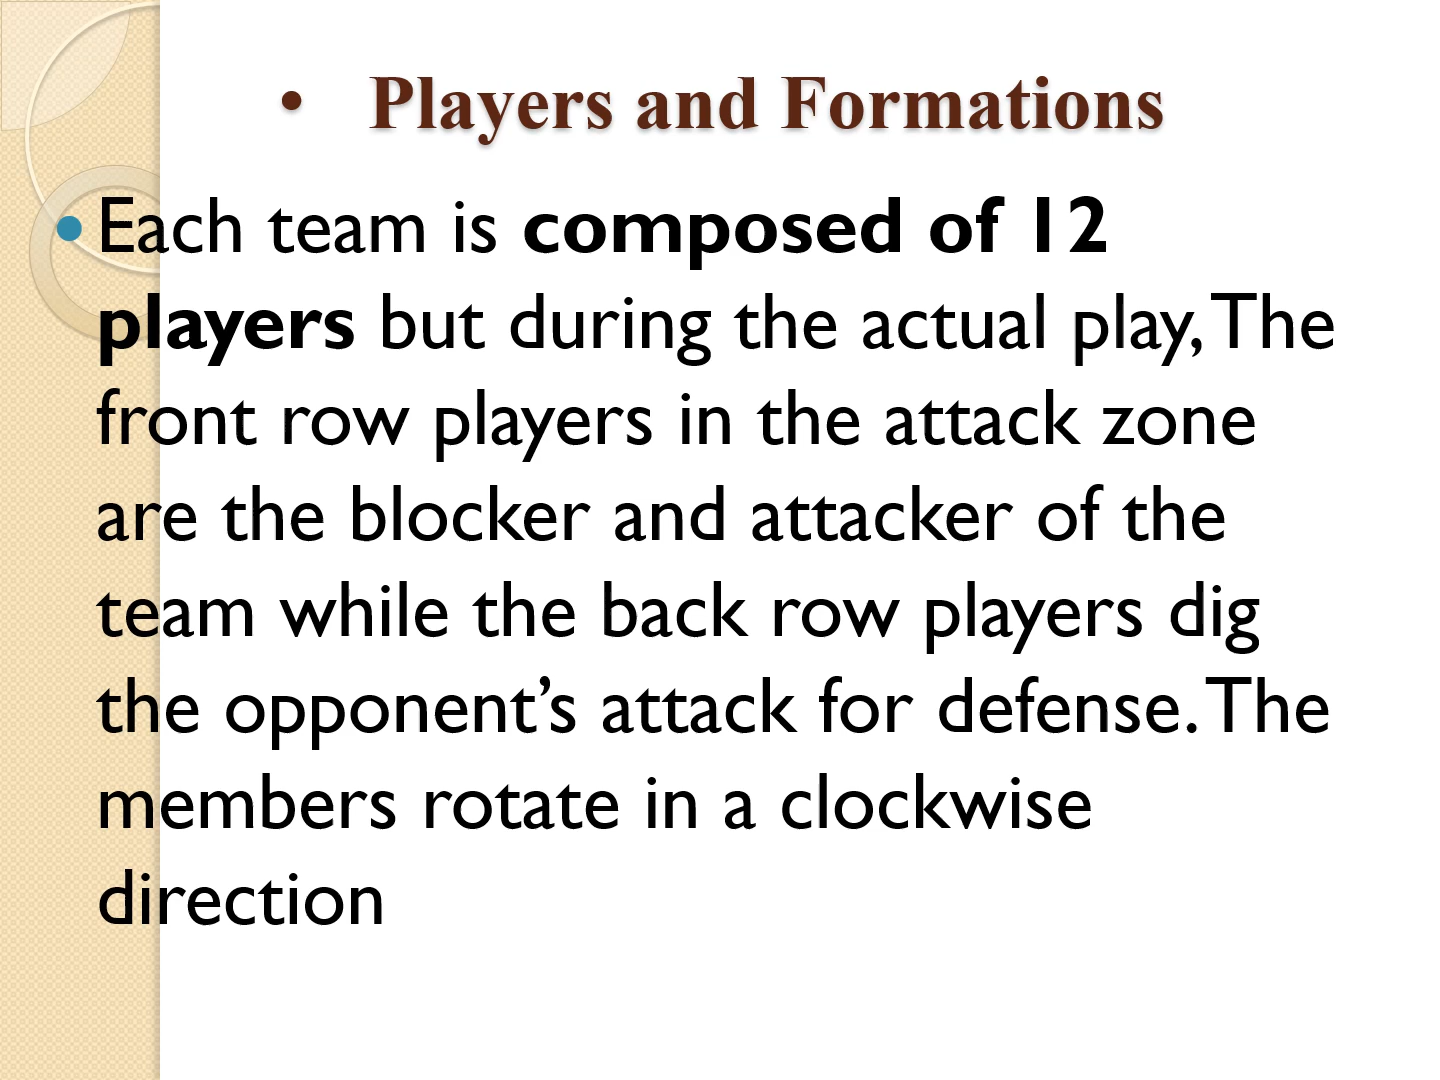 • Players and Formations
• Each team is composed of 12
players but during the actual play, The
front row players in the attack zone
are the blocker and attacker of the
team while the back row players dig
the opponent’s attack for defense. The
members rotate in a clockwise
direction